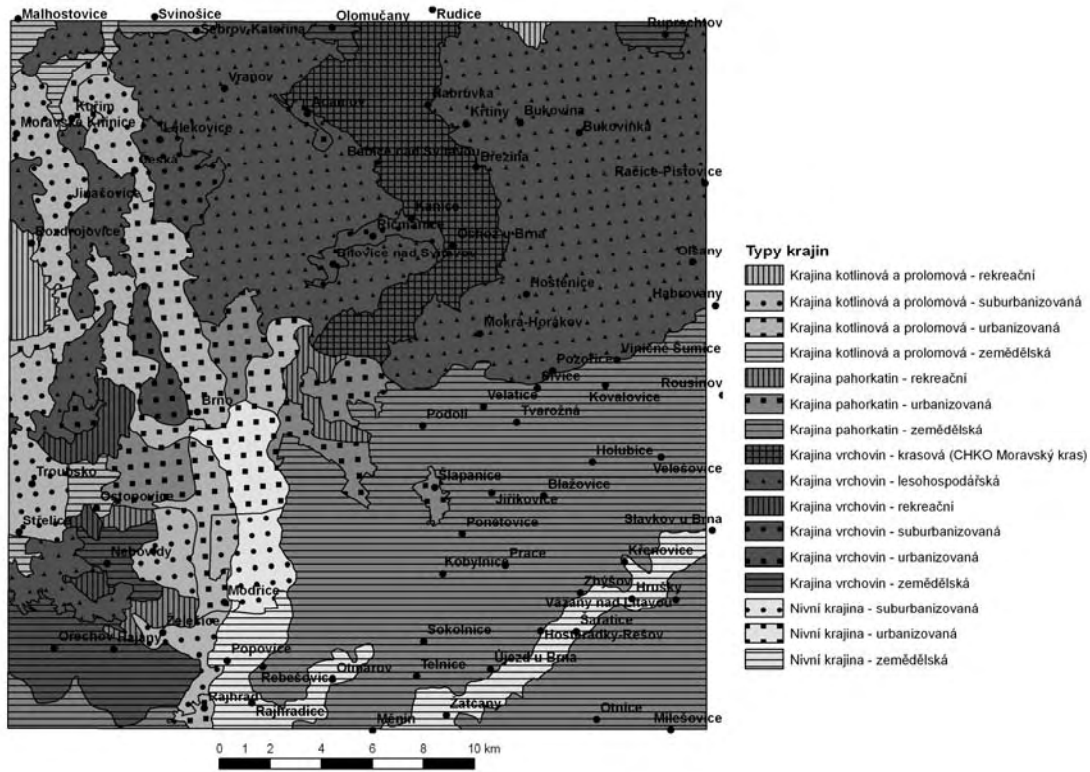 Malhostovice
Svinošice
Olomučany
Rudice
Ruprechtov
Vranov
Adamov
Kuřim
Moravské Knínice
Lelekovice
Česká
Křtiny
Bukovina
Bukovinka
Babice nad Svitavou
Březina
Račice-Pístovice
Jinačovice
Rozdrojovice
Kanice
Řícmanice
Ochoz u Brna
Bílovice nad Svitavou
Olšany
Hostěnice
Habrovany
Mokrá-Horákov
Viničné Šumice
Pozořice
Sivice
Rousínov
Velatice
Kovalovice
Brno
Podolí
Tvarožná
Holubice
Velešovice
Troubsko
Šlapanice
Blažovice
Jiříkovice
Ostopovice
Střelice
Slavkov u Brna
Ponětovice
Nebovidy
Prace
Křenovice
Kobylnice
Modřice
Zbýšov
Hrušky
Vážany nad Litavou
Želešice
Šaratice
Hostěrádky-Rešov
Ořechov
Hajany
Sokolnice
Popovice
Telnice
Újezd u Brna
Rebešovice
Otmarov
Rajhrad
Rajhradice
Měnín
Žatčany
Otnice
Milešovice
Typy krajin
Krajina kotlinová a prolomová - rekreační
Krajina kotlinová a prolomová - suburbanizovaná
Krajina kotlinová a prolomová - urbanizovaná
Krajina kotlinová a prolomová - zemědělská
Krajina pahorkatin - rekreační
Krajina pahorkatin - urbanizovaná
Krajina pahorkatin - zemědělská
Krajina vrchovin - krasová (CHKO Moravský kras)
Krajina vrchovin - lesohospodářská
Krajina vrchovin - rekreační
Krajina vrchovin - suburbanizovaná
Krajina vrchovin - urbanizovaná
Krajina vrchovin - zemědělská
Nivní krajina - suburbanizovaná
Nivní krajina - urbanizovaná
Nivní krajina - zemědělská
0 1 2 4 6 8 10 km